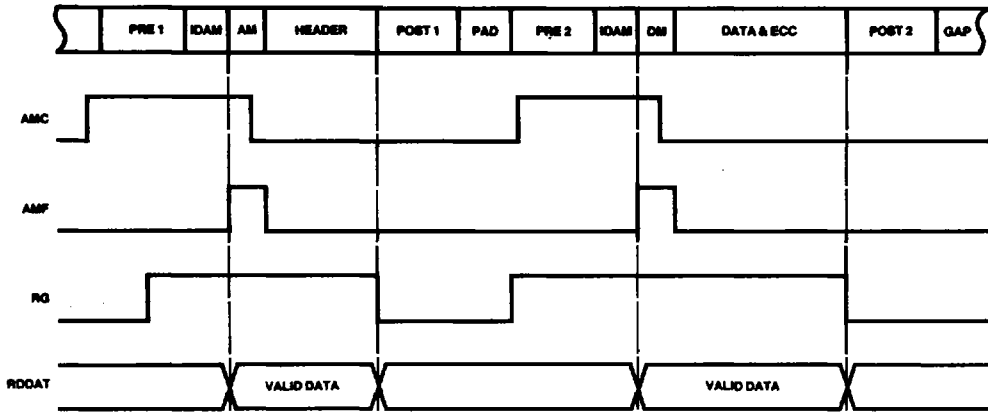 PRE 1 IDAM AM HEADER POST 1 PAD PRE 2 IDAM DM DATA & ECC POST 2 GAP
AMC
AMF
RG
RDDAT VALID DATA VALID DATA